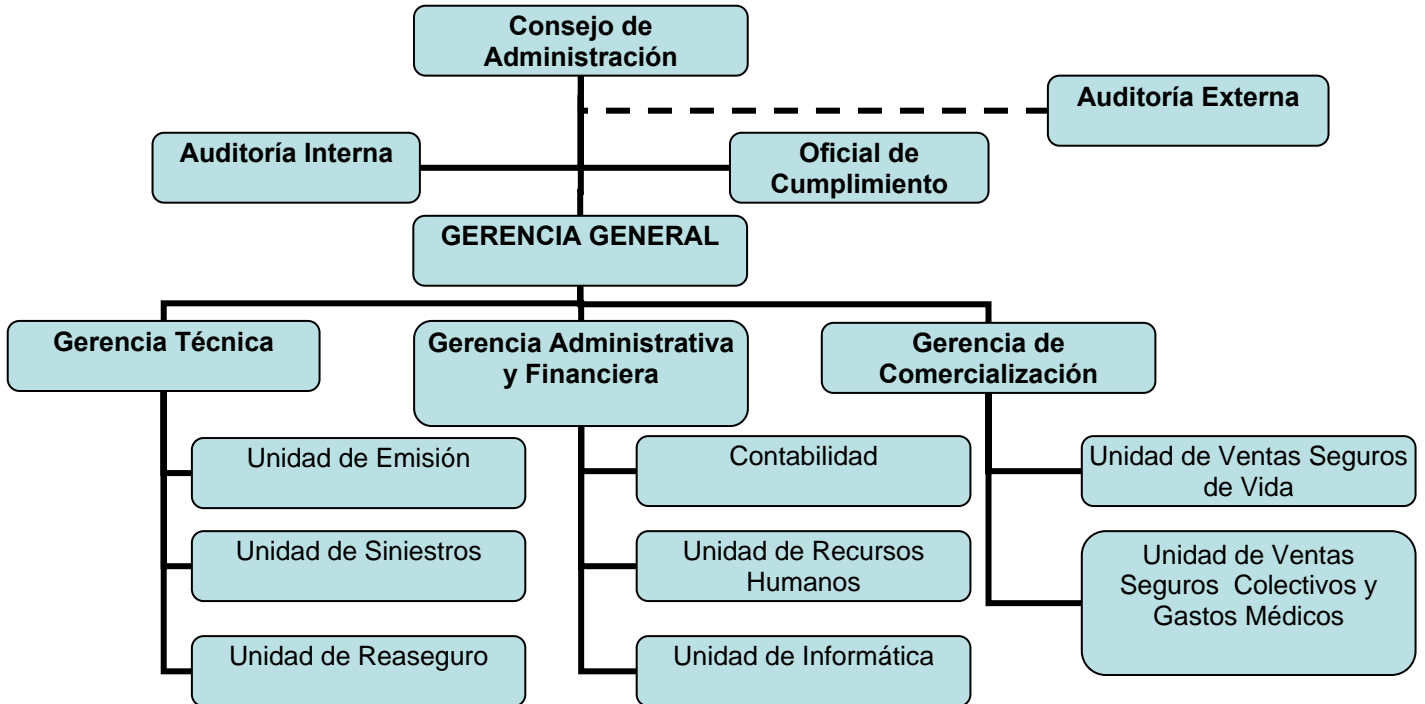 Consejo de
Administración
Auditoría Externa
Auditoría Interna
Oficial de
Cumplimiento
GERENCIA GENERAL
Gerencia Técnica
Gerencia Administrativa
y Financiera
Gerencia de
Comercialización
Unidad de Emisión
Contabilidad
Unidad de Ventas Seguros
de Vida
Unidad de Siniestros
Unidad de Recursos
Humanos
Unidad de Ventas
Seguros  Colectivos y
Gastos Médicos
Unidad de Reaseguro
Unidad de Informática